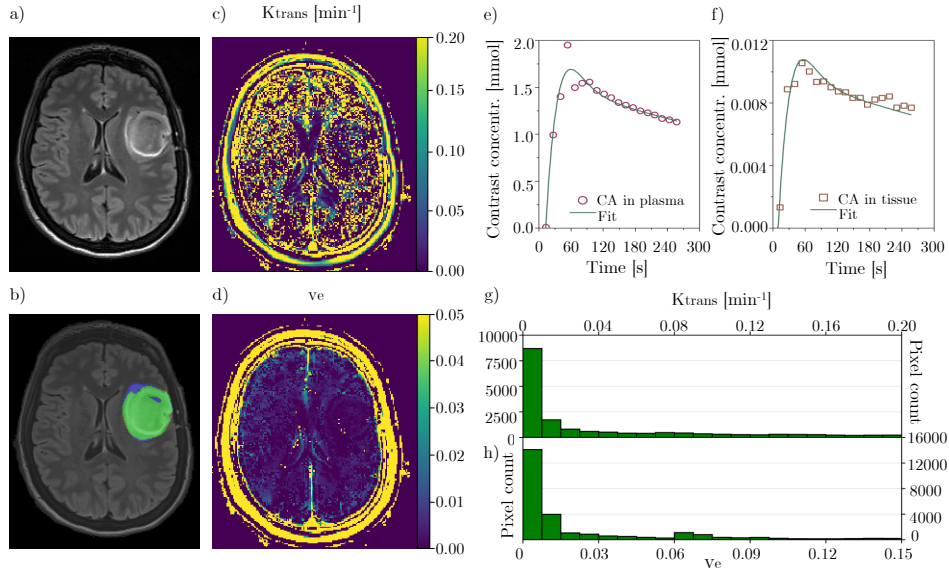 a)
c)
Ktrans [min⁻¹]
0.20
0.15
0.10
0.05
0.00
e)
Contrast concentr. [mmol]
2.0
1.5
1.0
0.5
0.0
CA in plasma
Fit
0 60 120 180 240 300
Time [s]
f)
Contrast concentr. [mmol]
0.012
0.008
0.004
0.000
CA in tissue
Fit
0 60 120 180 240 300
Time [s]
b)
d)
ve
0.05
0.04
0.03
0.02
0.01
0.00
g)
Ktrans [min⁻¹]
0 0.04 0.08 0.12 0.16 0.20
10000
7500
5000
2500
0
Pixel count
h)
Pixel count
16000
12000
8000
4000
0
0 0.03 0.06 0.09 0.12 0.15
ve